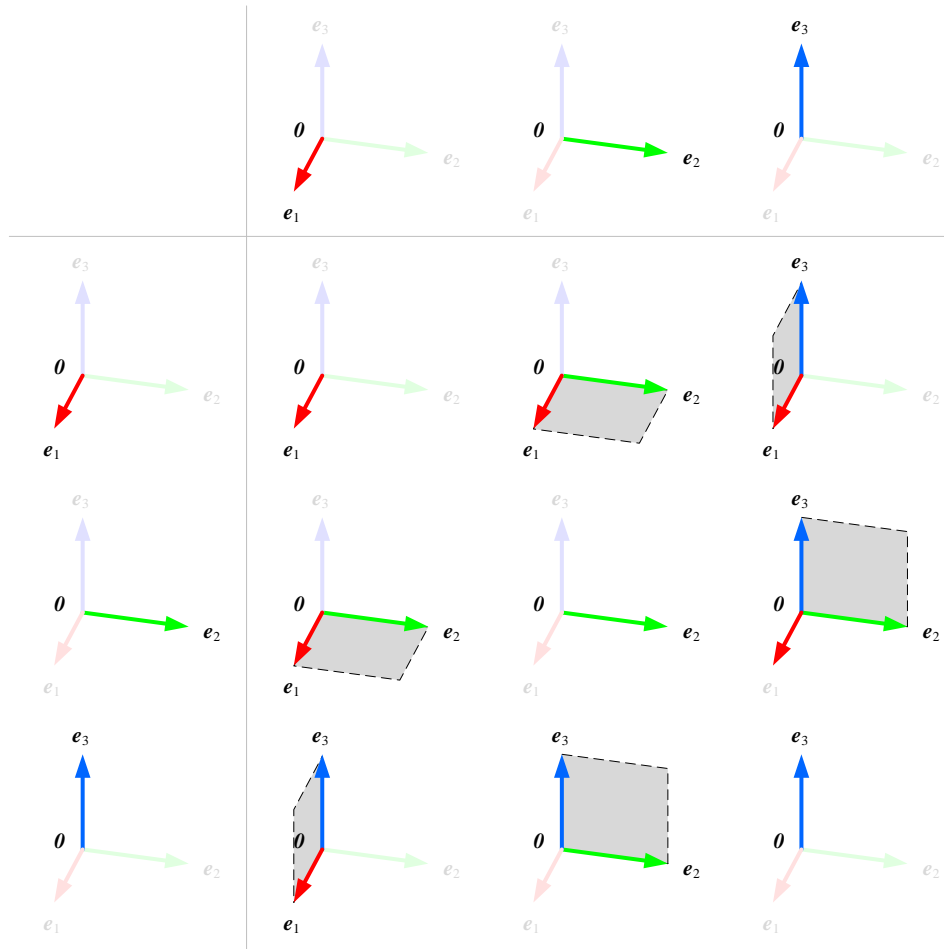 e₃ e₃ e₃
0 0 0
e₂ e₂ e₂
e₁ e₁ e₁
e₃ e₃ e₃ e₃
0 0 0 0
e₂ e₂ e₂ e₂
e₁ e₁ e₁ e₁
e₃ e₃ e₃ e₃
0 0 0 0
e₂ e₂ e₂ e₂
e₁ e₁ e₁ e₁
e₃ e₃ e₃ e₃
0 0 0 0
e₂ e₂ e₂ e₂
e₁ e₁ e₁ e₁